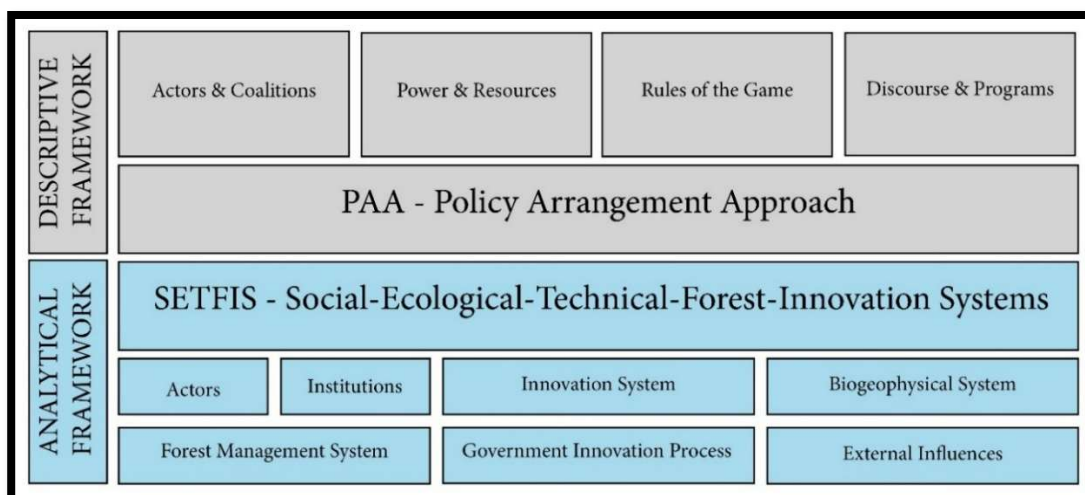 DESCRIPTIVE
FRAMEWORK
Actors & Coalitions
Power & Resources
Rules of the Game
Discourse & Programs
PAA - Policy Arrangement Approach
ANALYTICAL
FRAMEWORK
SETFIS - Social-Ecological-Technical-Forest-Innovation Systems
Actors
Institutions
Innovation System
Biogeophysical System
Forest Management System
Government Innovation Process
External Influences